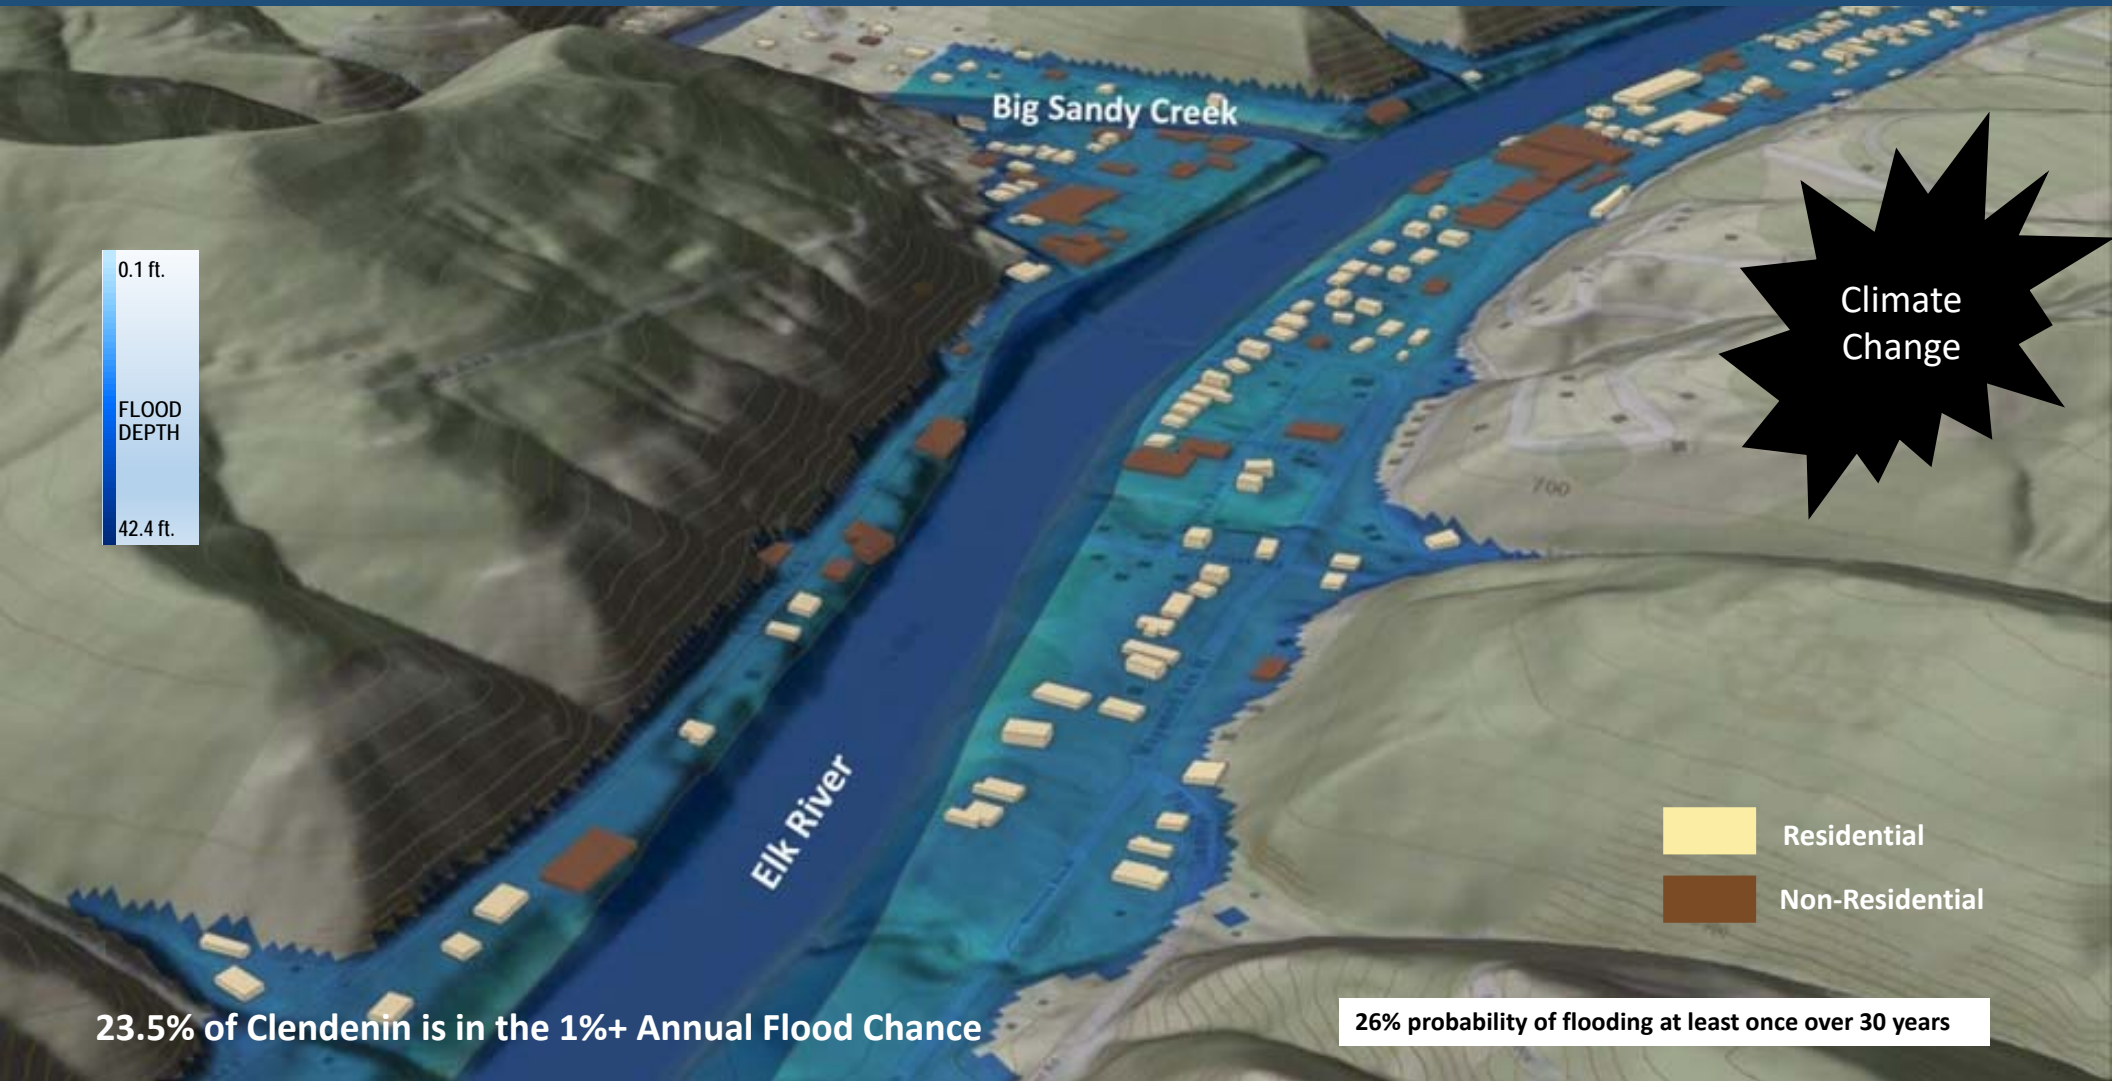 Big Sandy Creek
0.1 ft.
FLOOD
DEPTH
42.4 ft.
Climate
Change
700
Elk River
Residential
Non-Residential
23.5% of Clendenin is in the 1%+ Annual Flood Chance
26% probability of flooding at least once over 30 years